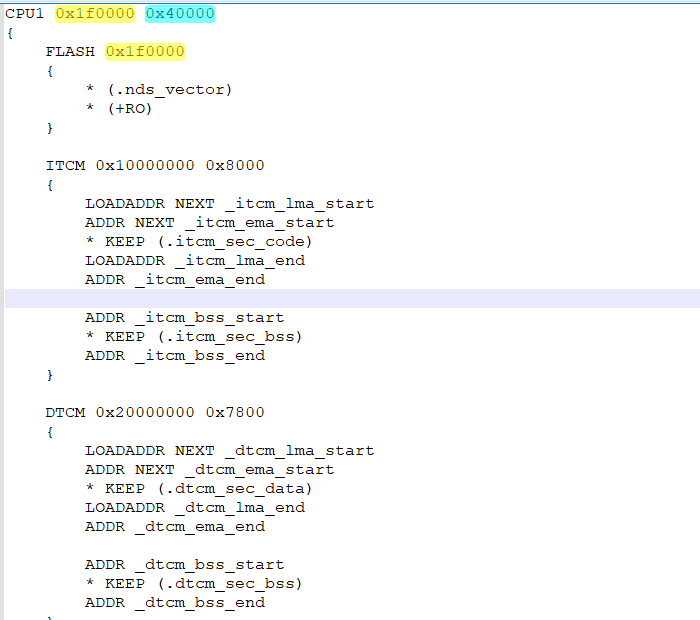 CPU1 0x1f0000 0x40000
{
FLASH 0x1f0000
{
* (.nds_vector)
* (+RO)
}
ITCM 0x10000000 0x8000
{
LOADADDR NEXT _itcm_lma_start
ADDR NEXT _itcm_ema_start
* KEEP (.itcm_sec_code)
LOADADDR _itcm_lma_end
ADDR _itcm_ema_end
ADDR _itcm_bss_start
* KEEP (.itcm_sec_bss)
ADDR _itcm_bss_end
}
DTCM 0x20000000 0x7800
{
LOADADDR NEXT _dtcm_lma_start
ADDR NEXT _dtcm_ema_start
* KEEP (.dtcm_sec_data)
LOADADDR _dtcm_lma_end
ADDR _dtcm_ema_end
ADDR _dtcm_bss_start
* KEEP (.dtcm_sec_bss)
ADDR _dtcm_bss_end